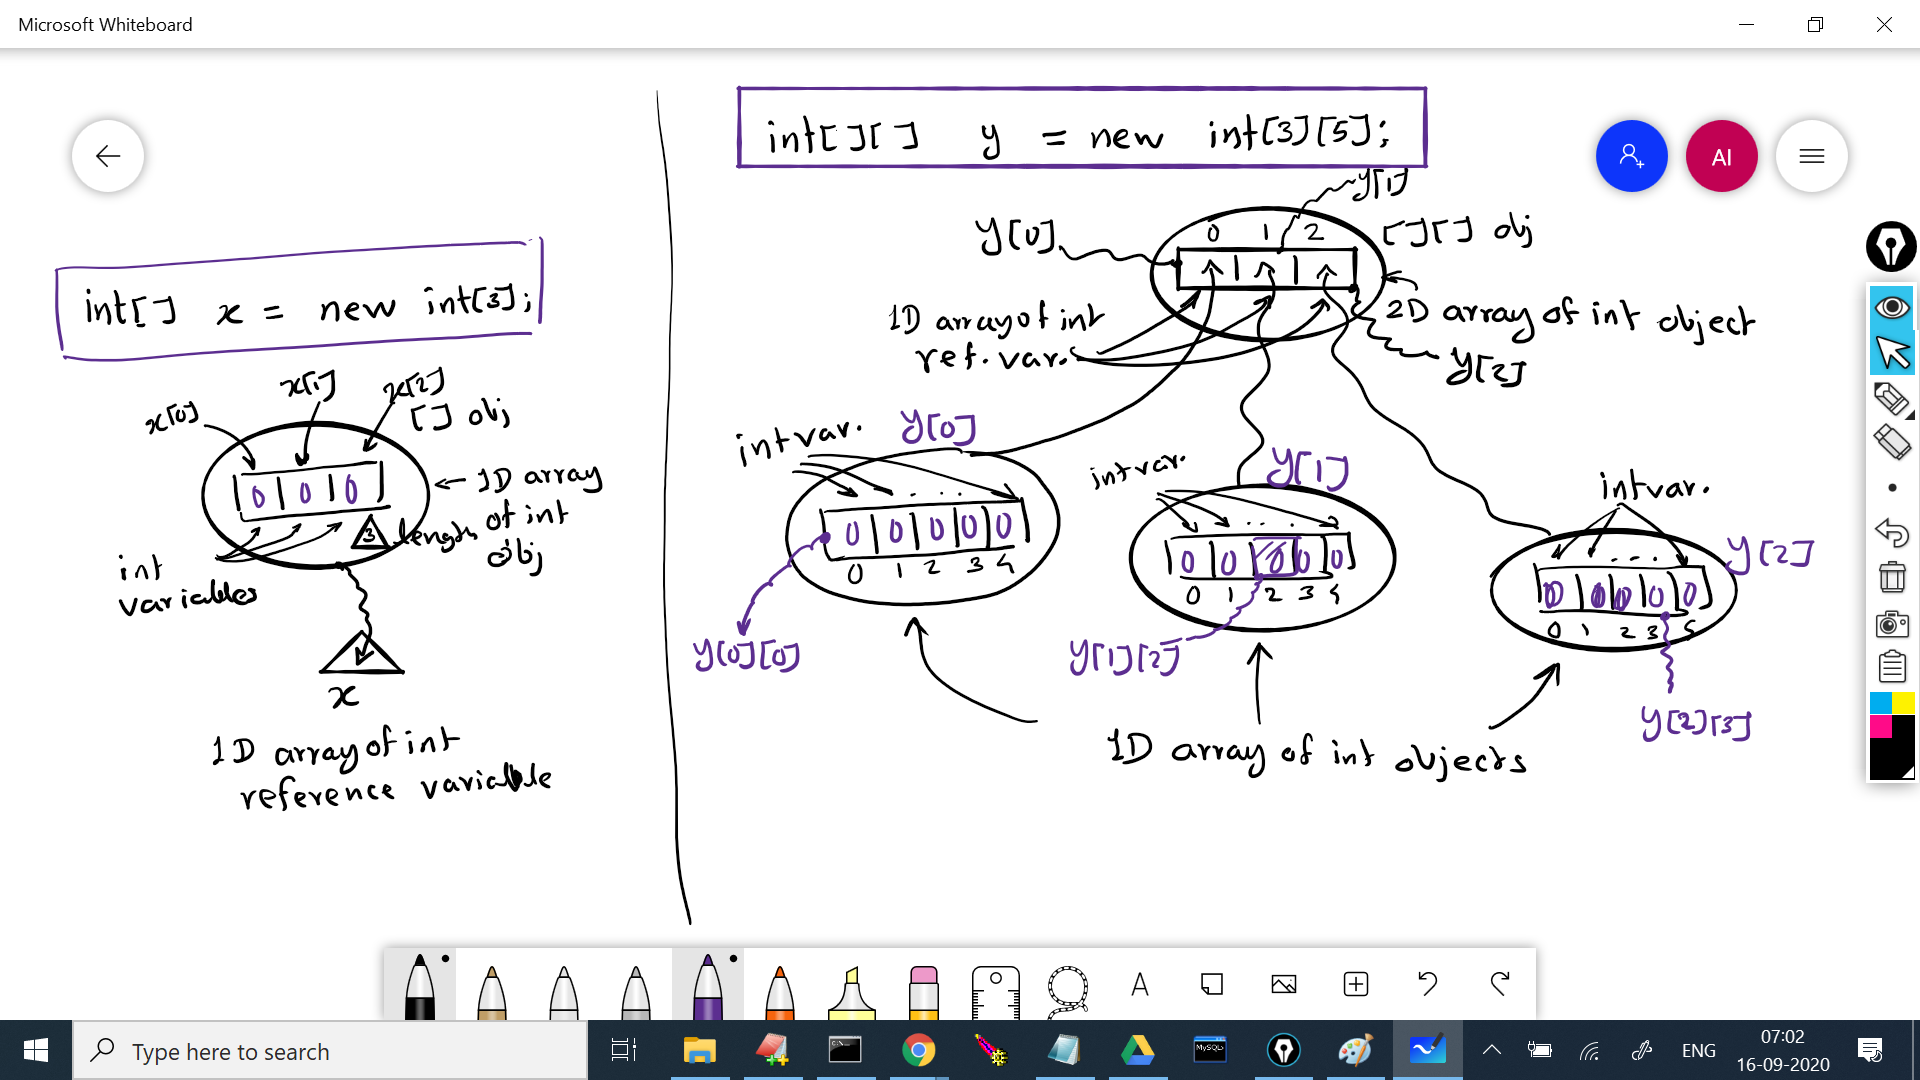 Microsoft Whiteboard
AI
int[] x = new int[3];
x[0]
x[1]
x[2]
[] obj
0 0 0
3
length
1D array
of int
obj
int
variables
x
1D array of int
reference variable
int[][] y = new int[3][5];
y[1]
y[0]
0 1 2
[][] obj
1D array of int
ref. var.
2D array of int object
y[2]
int var.
y[0]
0 0 0 0 0
0 1 2 3 4
y[0][0]
int var.
y[1]
0 0 0 0 0
0 1 2 3 4
y[1][2]
int var.
y[2]
0 0 0 0 0
0 1 2 3 5
y[2][3]
1D array of int objects
A
Type here to search
C:\
MySQL
ENG
07:02
16-09-2020